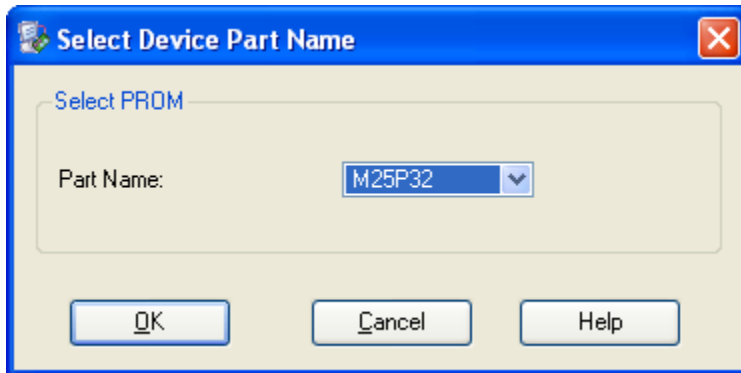 Select Device Part Name
Select PROM
Part Name: M25P32
OK Cancel Help